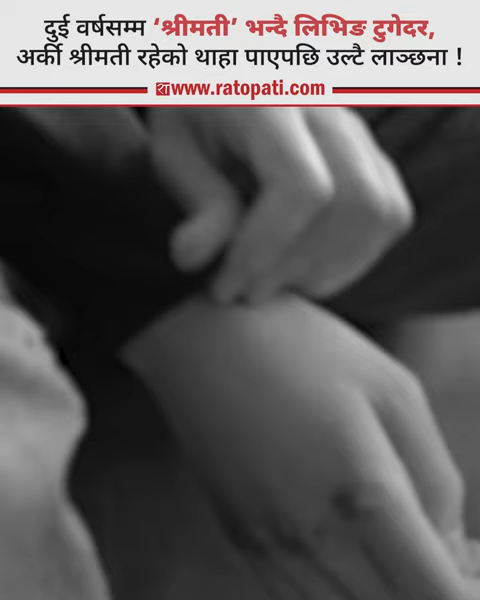 दुई वर्षसम्म ‘श्रीमती’ भन्दै लिभिङ टुगेदर,
अर्की श्रीमती रहेको थाहा पाएपछि उल्टै लाञ्छना !
www.ratopati.com